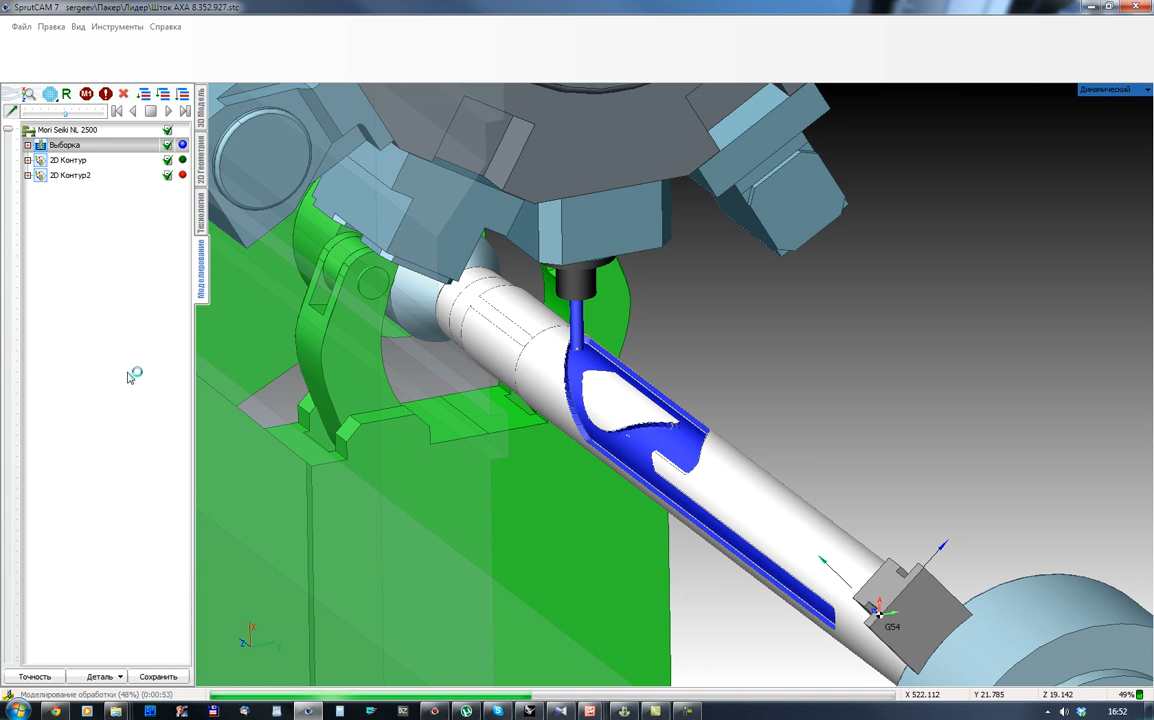 SprutCAM 7 sergeev\Пакер\Лидер\Шток АХА 8.352.927.stc
Файл Правка Вид Инструменты Справка
R M1
Динамический
3D Модель
2D Геометрия
Технология
Моделирование
Mori Seiki NL 2500
Выборка
2D Контур
2D Контур2
G54
X
Z
Y
Точность Деталь Сохранить
Моделирование обработки (48%) (0:00:53) X 522.112 Y 21.785 Z 19.142 49%
16:52